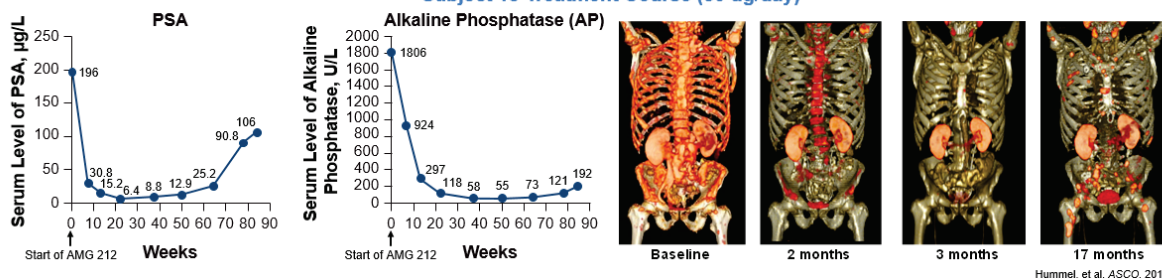 Subject Treatment Course ug/day)
PSA
Serum Level of PSA, µg/L
250
200
150
100
50
0
196
30.8
15.2
6.4
8.8
12.9
25.2
90.8
106
0 10 20 30 40 50 60 70 80 90
Start of AMG 212
Weeks
Alkaline Phosphatase (AP)
Serum Level of Alkaline
Phosphatase, U/L
2000
1800
1600
1400
1200
1000
800
600
400
200
0
1806
924
297
118
58
55
73
121
192
0 10 20 30 40 50 60 70 80 90
Start of AMG 212
Weeks
Baseline
2 months
3 months
17 months
Hummel, et al. ASCO, 201